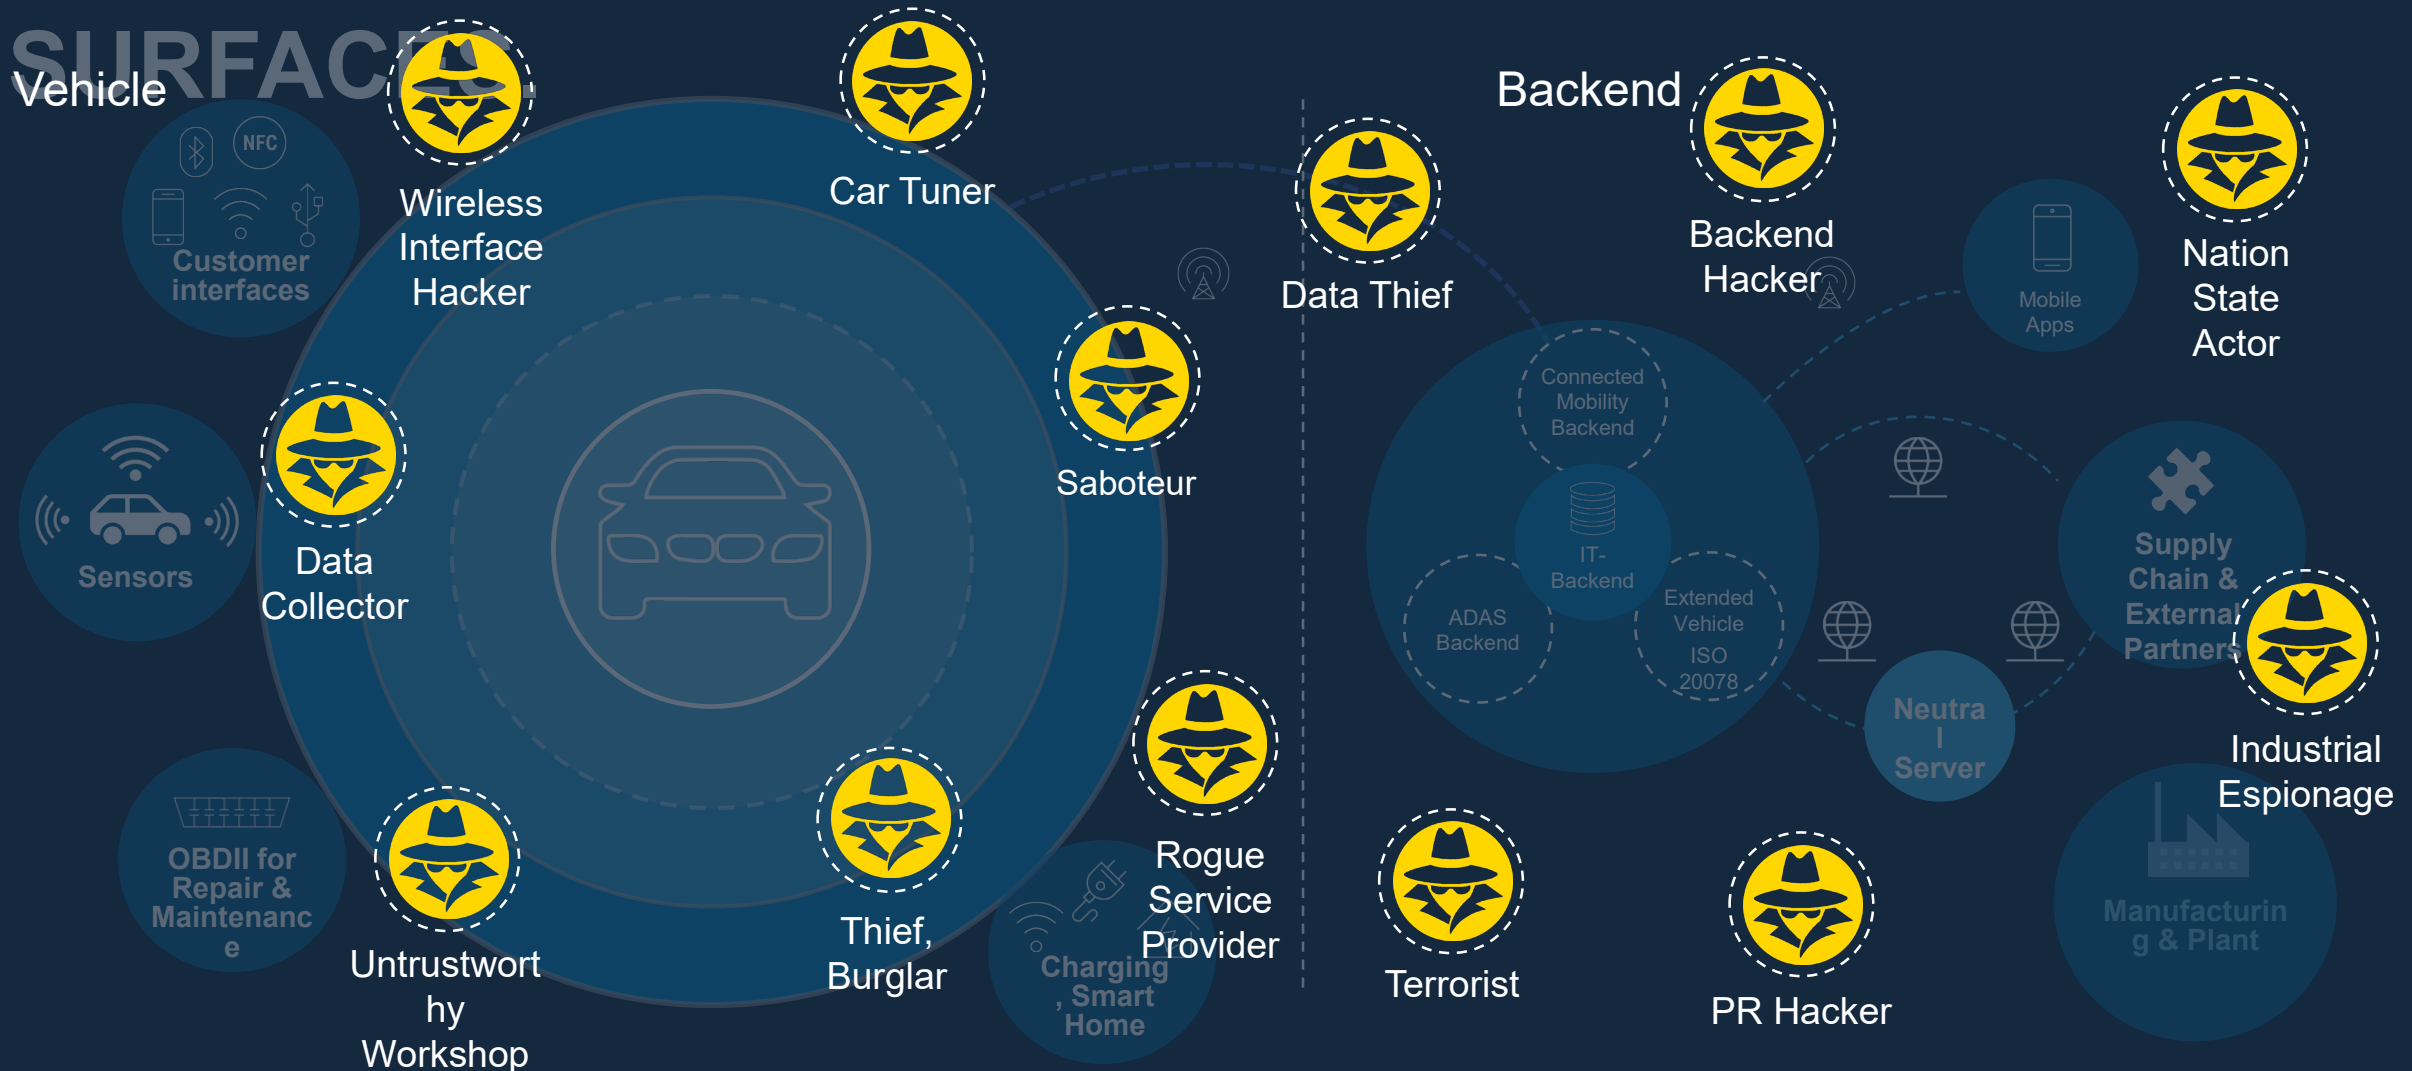 SURFACES.
Vehicle
Backend
NFC
Customer
interfaces
Wireless
Interface
Hacker
Car Tuner
Data Thief
Backend
Hacker
Mobile
Apps
Nation
State
Actor
Sensors
Data
Collector
Saboteur
Connected
Mobility
Backend
IT-
Backend
ADAS
Backend
Extended
Vehicle
ISO
20078
Supply
Chain &
External
Partners
Neutra
l
Server
Industrial
Espionage
OBDII for
Repair &
Maintenanc
e
Untrustwort
hy
Workshop
Thief,
Burglar
Rogue
Service
Provider
Charging
, Smart
Home
Terrorist
PR Hacker
Manufacturin
g & Plant